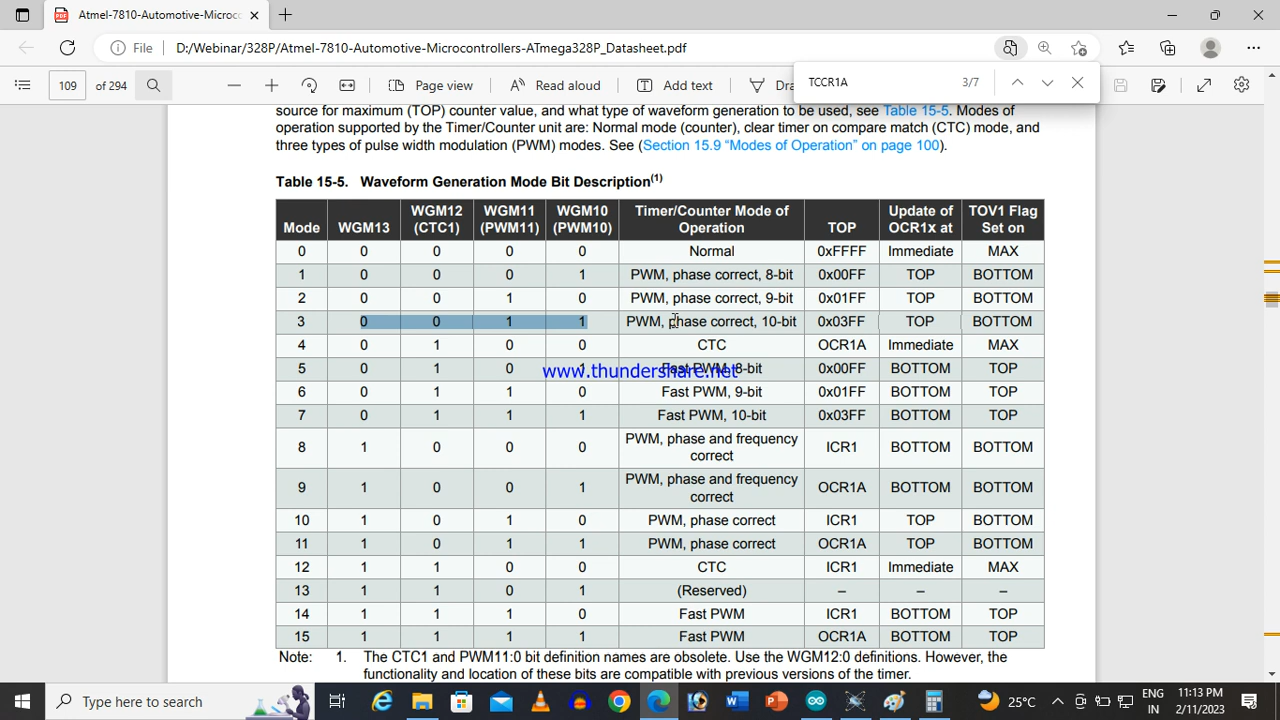 Atmel-7810-Automotive-Microcc
File D:/Webinar/328P/Atmel-7810-Automotive-Microcontrollers-ATmega328P_Datasheet.pdf
109 of 294 Page view Read aloud Add text Dra
TCCR1A 3/7
source for maximum (TOP) counter value, and what type of waveform generation to be used, see Table 15-5. Modes of
operation supported by the Timer/Counter unit are: Normal mode (counter), clear timer on compare match (CTC) mode, and
three types of pulse width modulation (PWM) modes. See (Section 15.9 “Modes of Operation” on page 100).
Table 15-5. Waveform Generation Mode Bit Description(1)
Mode WGM13 WGM12 (CTC1) WGM11 (PWM11) WGM10 (PWM10) Timer/Counter Mode of Operation TOP Update of OCR1x at TOV1 Flag Set on
0 0 0 0 0 Normal 0xFFFF Immediate MAX
1 0 0 0 1 PWM, phase correct, 8-bit 0x00FF TOP BOTTOM
2 0 0 1 0 PWM, phase correct, 9-bit 0x01FF TOP BOTTOM
3 0 0 1 1 PWM, phase correct, 10-bit 0x03FF TOP BOTTOM
4 0 1 0 0 CTC OCR1A Immediate MAX
5 0 1 0 1 Fast PWM, 8-bit 0x00FF BOTTOM TOP
www.thundershare.net
6 0 1 1 0 Fast PWM, 9-bit 0x01FF BOTTOM TOP
7 0 1 1 1 Fast PWM, 10-bit 0x03FF BOTTOM TOP
8 1 0 0 0 PWM, phase and frequency correct ICR1 BOTTOM BOTTOM
9 1 0 0 1 PWM, phase and frequency correct OCR1A BOTTOM BOTTOM
10 1 0 1 0 PWM, phase correct ICR1 TOP BOTTOM
11 1 0 1 1 PWM, phase correct OCR1A TOP BOTTOM
12 1 1 0 0 CTC ICR1 Immediate MAX
13 1 1 0 1 (Reserved) – – –
14 1 1 1 0 Fast PWM ICR1 BOTTOM TOP
15 1 1 1 1 Fast PWM OCR1A BOTTOM TOP
Note: 1. The CTC1 and PWM11:0 bit definition names are obsolete. Use the WGM12:0 definitions. However, the
functionality and location of these bits are compatible with previous versions of the timer.
Type here to search
25°C
ENG
IN
11:13 PM
2/11/2023